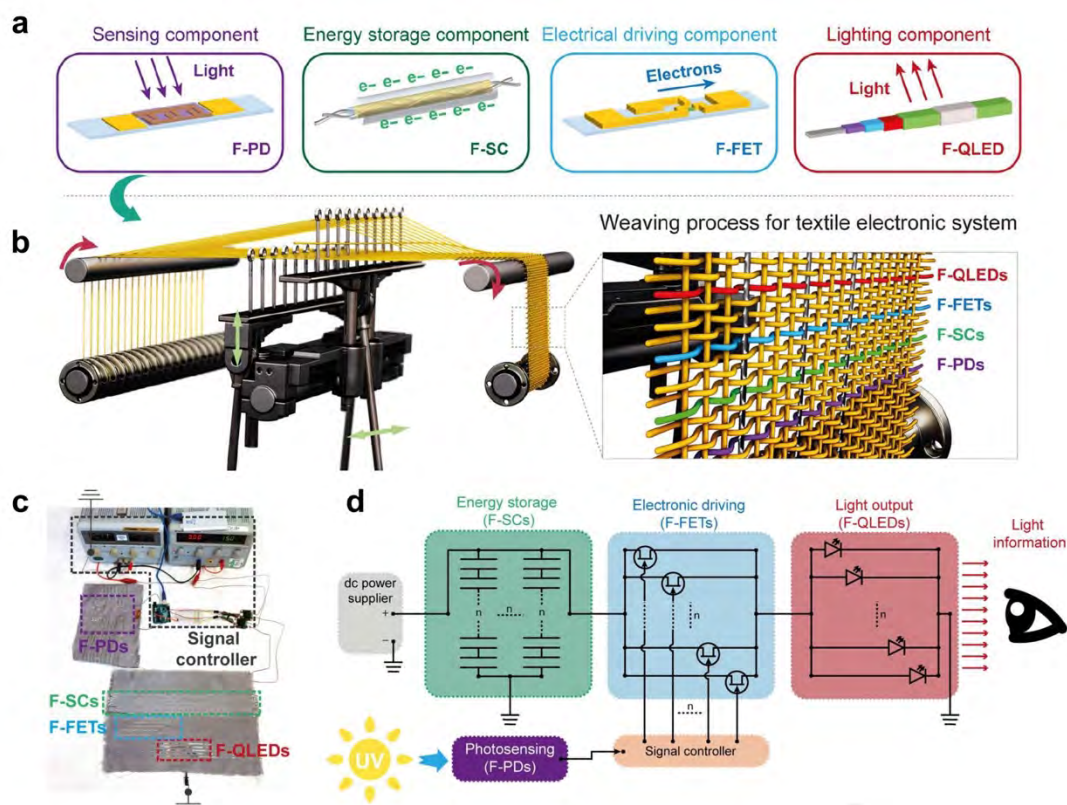 a
Sensing component
Energy storage component
Electrical driving component
Lighting component
Light
F-PD
e– e– e– e– e–
e– e– e– e– e–
F-SC
Electrons
F-FET
Light
F-QLED
b
Weaving process for textile electronic system
F-QLEDs
F-FETs
F-SCs
F-PDs
c
F-PDs
Signal
controller
F-SCs
F-FETs
F-QLEDs
d
Energy storage
(F-SCs)
Electronic driving
(F-FETs)
Light output
(F-QLEDs)
Light
information
dc power
supplier
+
–
n
n
n
n
n
n
UV
Photosensing
(F-PDs)
Signal controller